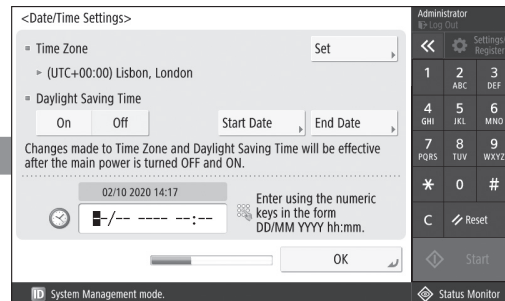 <Date/Time Settings>
Time Zone
Set
(UTC+00:00) Lisbon, London
Daylight Saving Time
On Off Start Date End Date
Changes made to Time Zone and Daylight Saving Time will be effective
after the main power is turned OFF and ON.
02/10 2020 14:17
-/-- ---- --:--
Enter using the numeric
keys in the form
DD/MM YYYY hh:mm.
OK
ID System Management mode.
Administrator
Log Out
Settings/
Register
1 2 3
ABC DEF
4 5 6
GHI JKL MNO
7 8 9
PQRS TUV WXYZ
* 0 #
C Reset
Start
Status Monitor